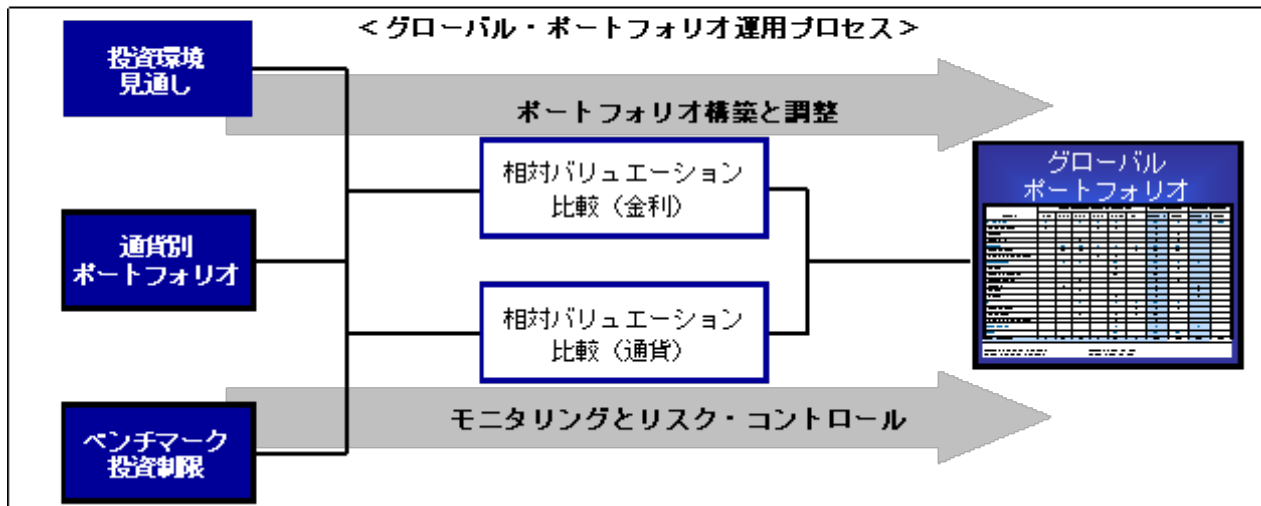 ＜グローバル・ポートフォリオ運用プロセス＞
投資環境
見通し
ポートフォリオ構築と調整
相対バリュエーション
比較（金利）
グローバル
ポートフォリオ
通貨別
ポートフォリオ
相対バリュエーション
比較（通貨）
モニタリングとリスク・コントロール
ベンチマーク
投資制限